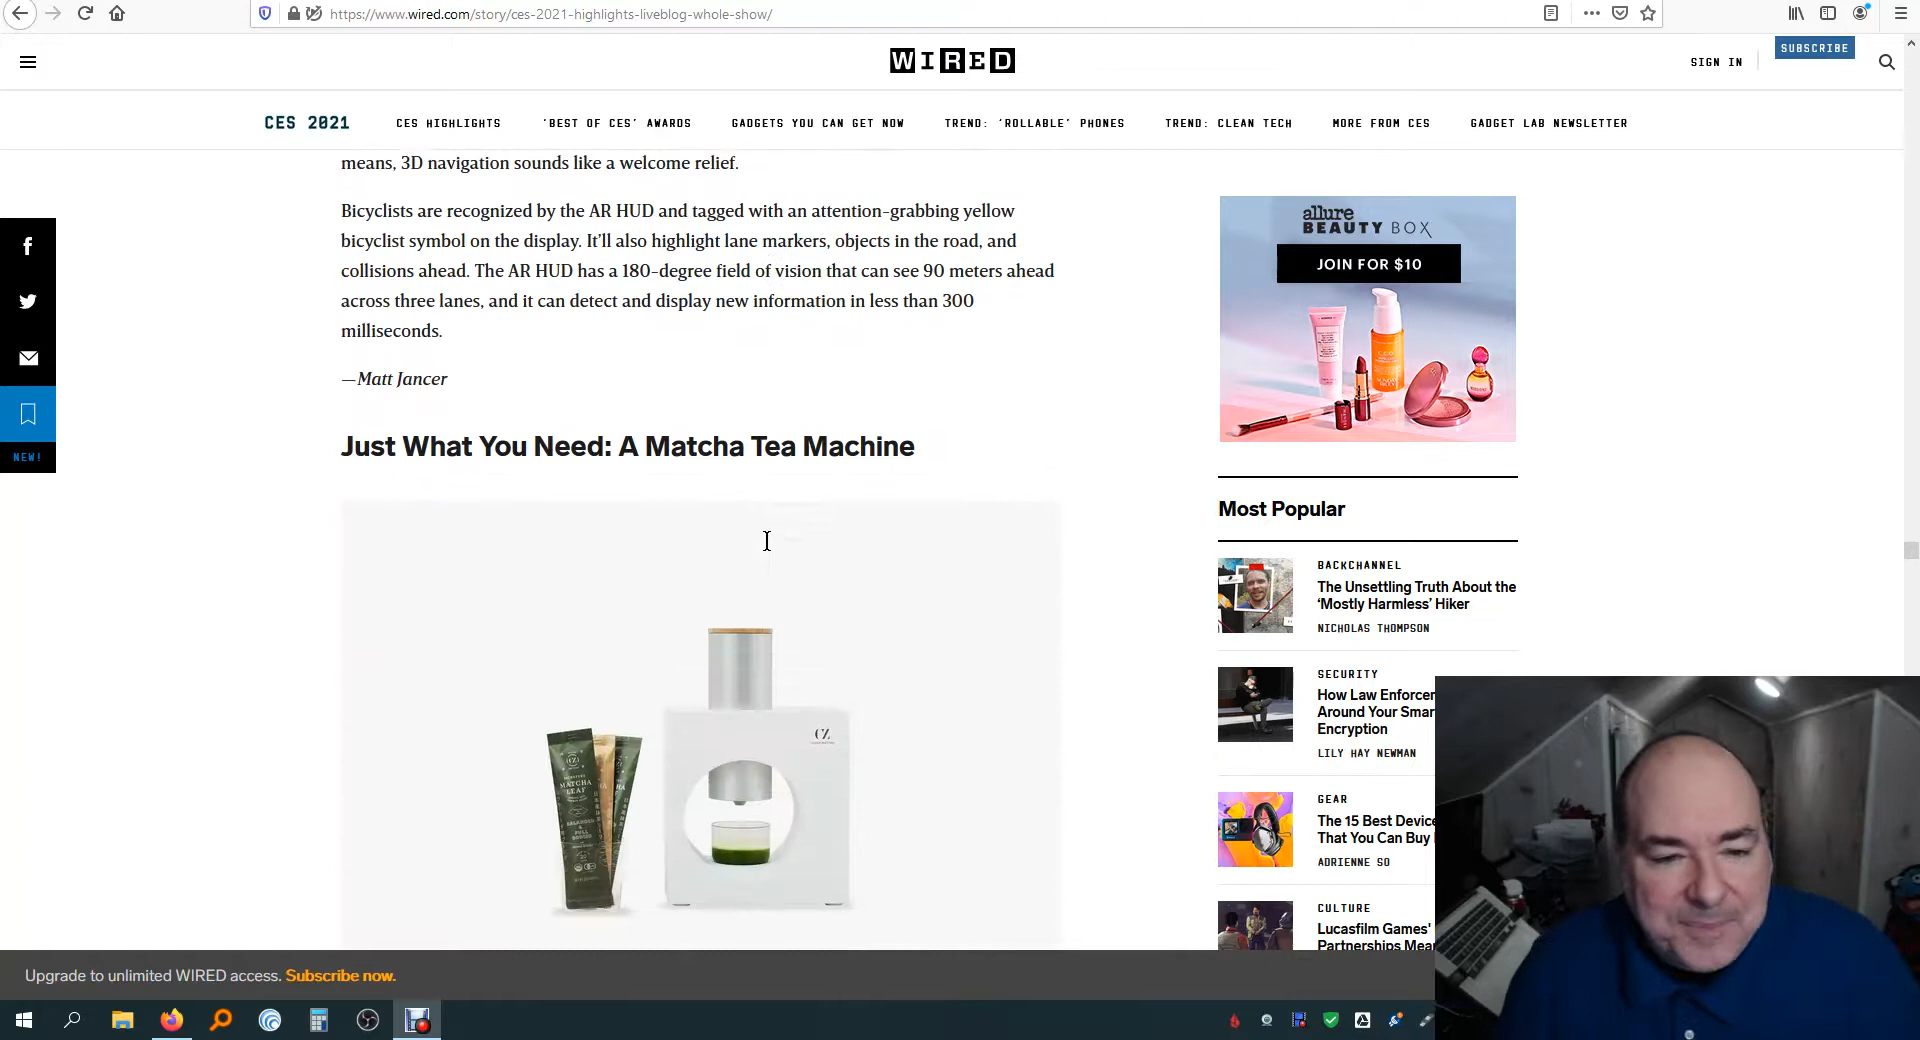 https://www.wired.com/story/ces-2021-highlights-liveblog-whole-show/
WIRED
SIGN IN
SUBSCRIBE
CES 2021
CES HIGHLIGHTS
'BEST OF CES' AWARDS
GADGETS YOU CAN GET NOW
TREND: 'ROLLABLE' PHONES
TREND: CLEAN TECH
MORE FROM CES
GADGET LAB NEWSLETTER
means, 3D navigation sounds like a welcome relief.
Bicyclists are recognized by the AR HUD and tagged with an attention-grabbing yellow
bicyclist symbol on the display. It'll also highlight lane markers, objects in the road, and
collisions ahead. The AR HUD has a 180-degree field of vision that can see 90 meters ahead
across three lanes, and it can detect and display new information in less than 300
milliseconds.
—Matt Jancer
NEW!
Just What You Need: A Matcha Tea Machine
CZ
MATCHA
LEAF
allure
BEAUTY BOX
JOIN FOR $10
Most Popular
BACKCHANNEL
The Unsettling Truth About the
'Mostly Harmless' Hiker
NICHOLAS THOMPSON
SECURITY
How Law Enforcen
Around Your Smar
Encryption
LILY HAY NEWMAN
GEAR
The 15 Best Device
That You Can Buy
ADRIENNE SO
CULTURE
Lucasfilm Games'
Partnerships Mear
Upgrade to unlimited WIRED access. Subscribe now.